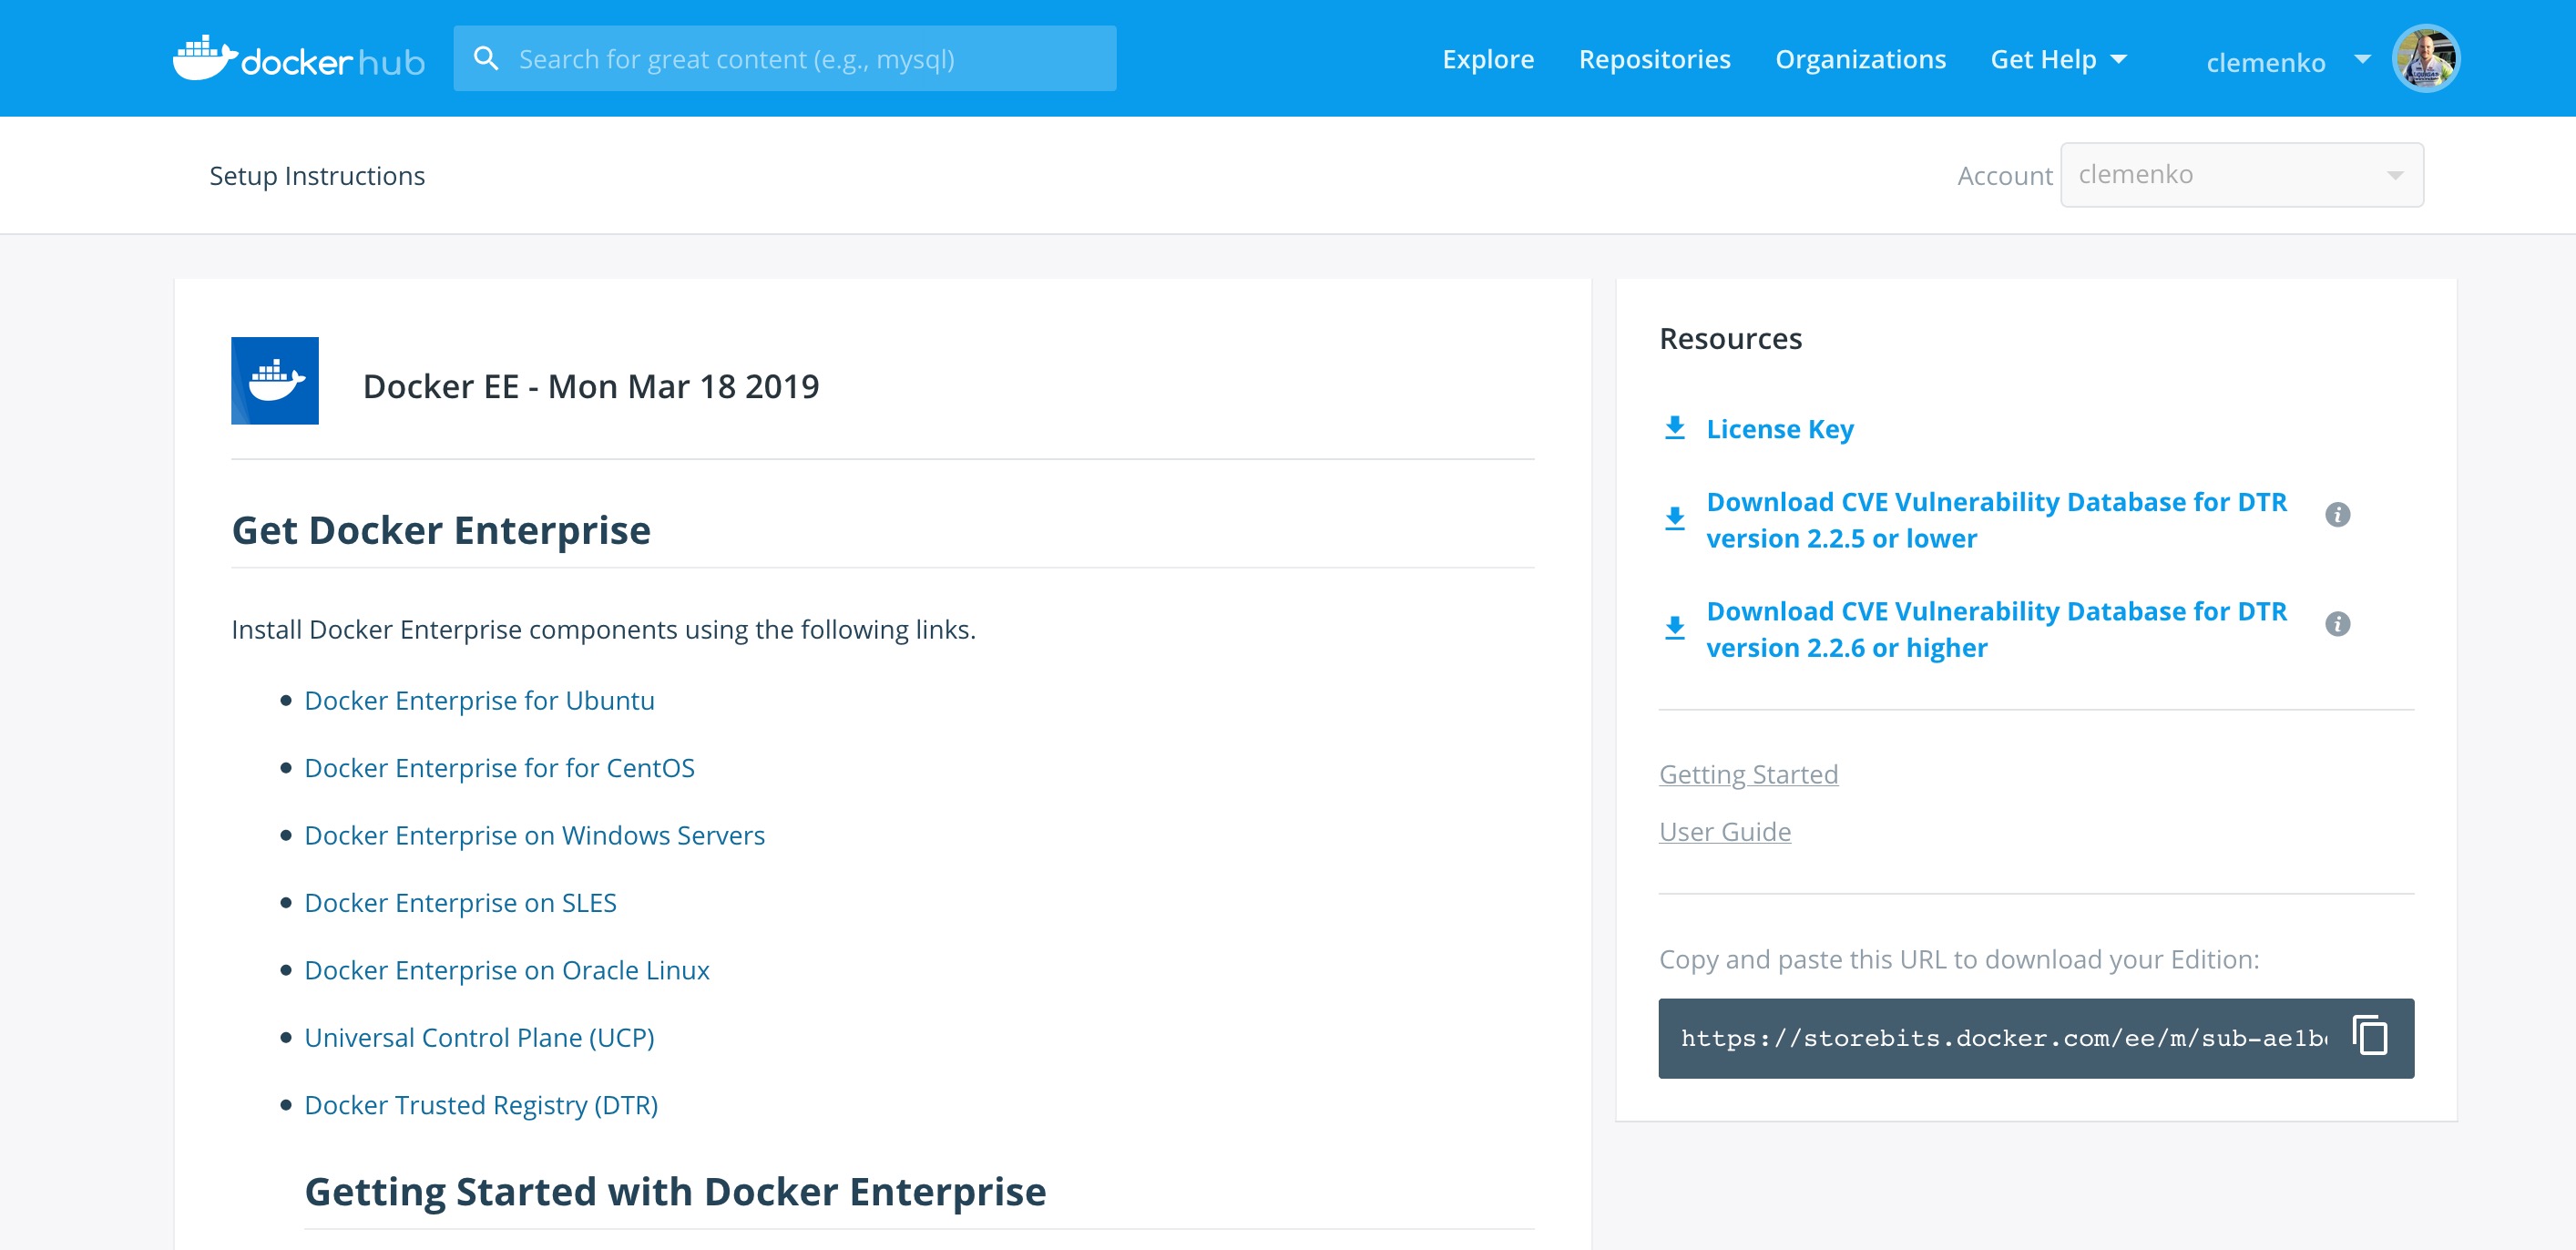 docker hub
Search for great content (e.g., mysql)
Explore
Repositories
Organizations
Get Help
clemenko
Setup Instructions
Account
clemenko
Docker EE - Mon Mar 18 2019
Get Docker Enterprise
Install Docker Enterprise components using the following links.
Docker Enterprise for Ubuntu
Docker Enterprise for for CentOS
Docker Enterprise on Windows Servers
Docker Enterprise on SLES
Docker Enterprise on Oracle Linux
Universal Control Plane (UCP)
Docker Trusted Registry (DTR)
Getting Started with Docker Enterprise
Resources
License Key
Download CVE Vulnerability Database for DTR
version 2.2.5 or lower
Download CVE Vulnerability Database for DTR
version 2.2.6 or higher
Getting Started
User Guide
Copy and paste this URL to download your Edition:
https://storebits.docker.com/ee/m/sub-ae1b